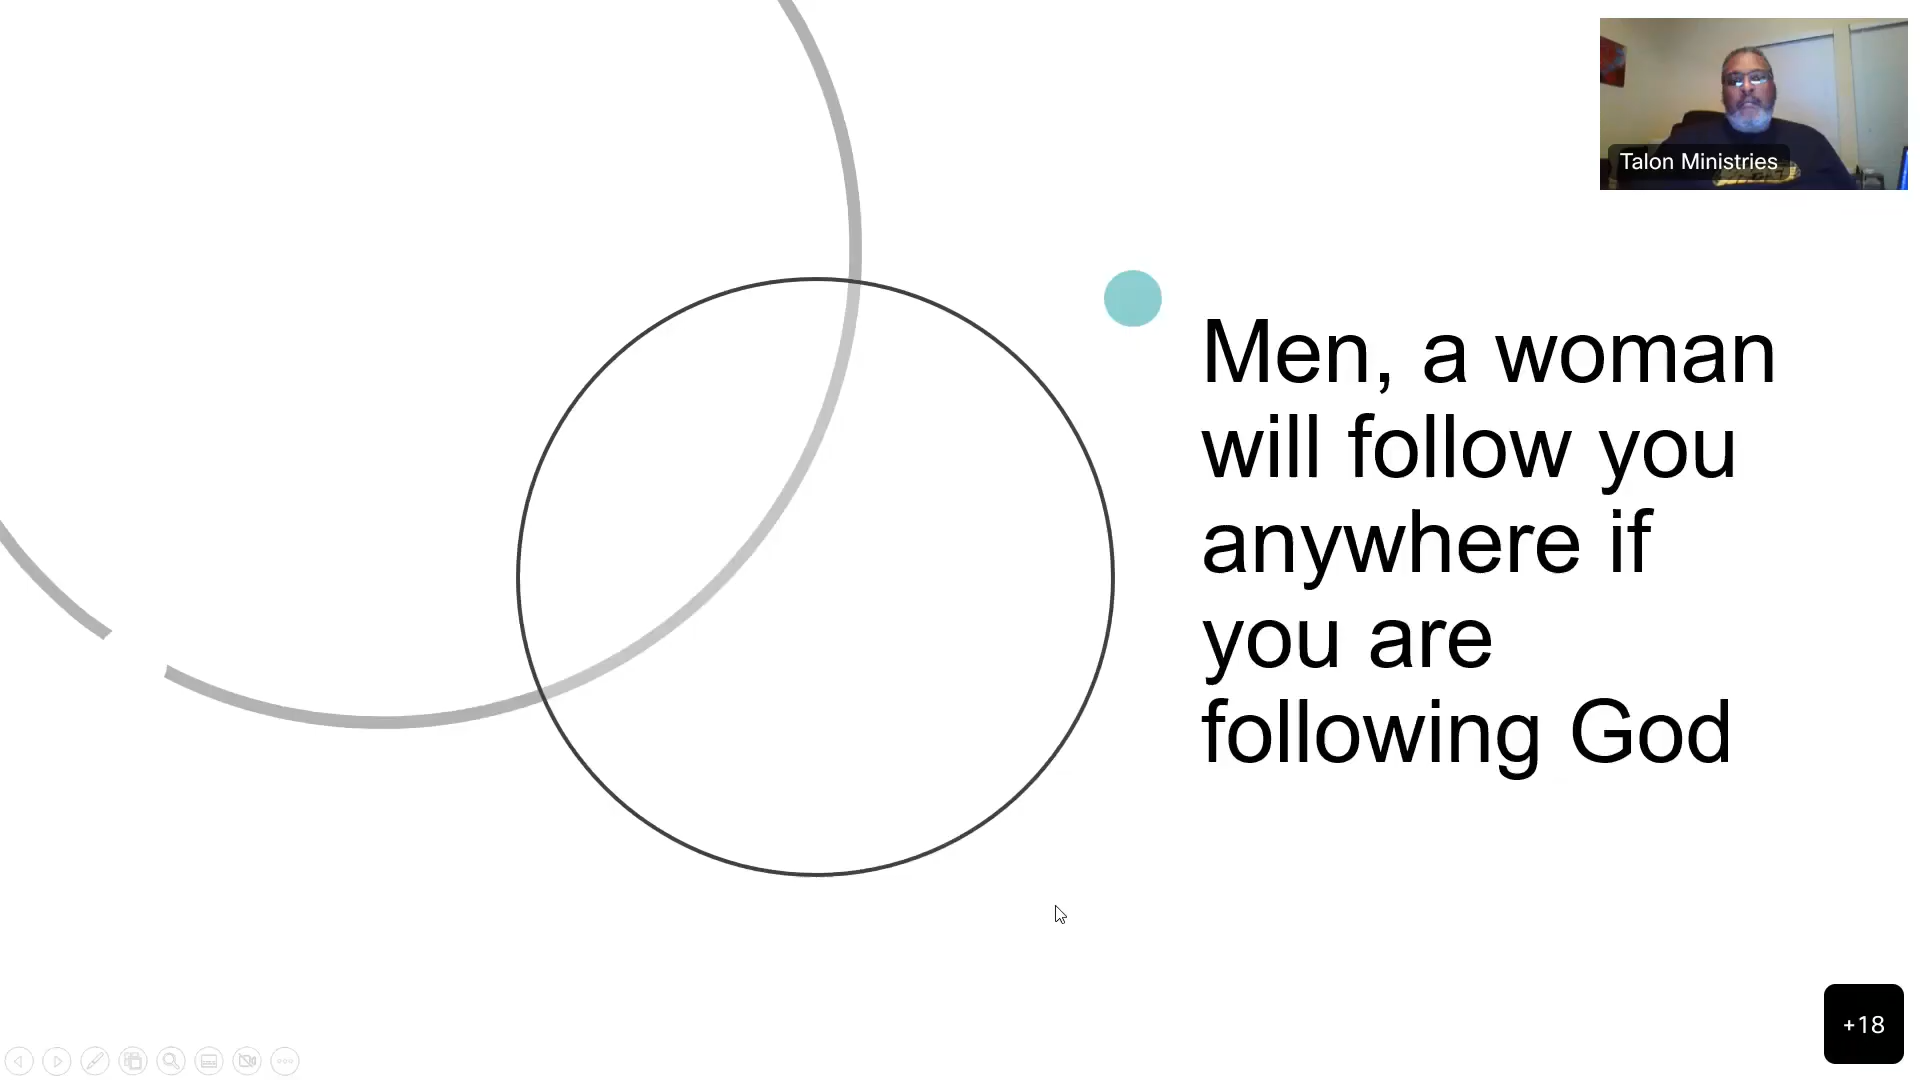 Talon Ministries
Men, a woman
will follow you
anywhere if
you are
following God
+18